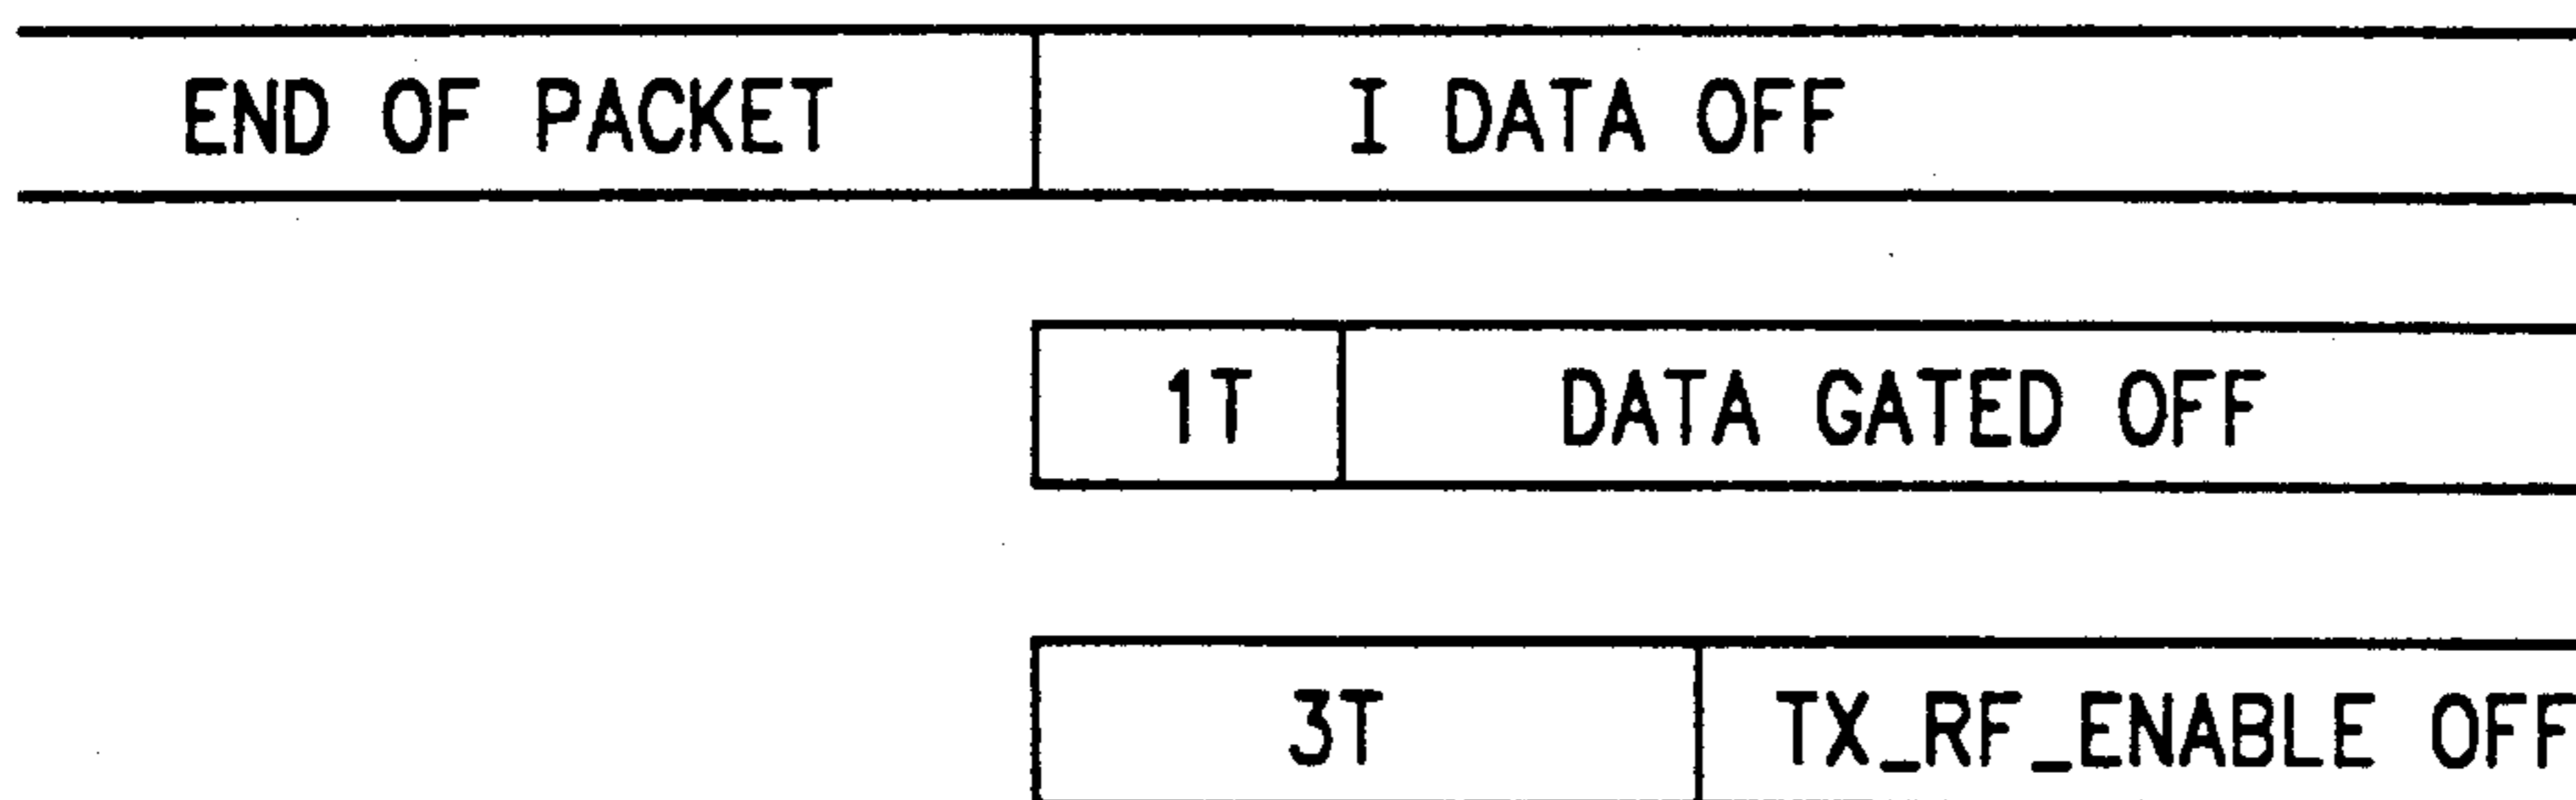 END OF PACKET I DATA OFF
1T DATA GATED OFF
3T TX_RF_ENABLE OFF